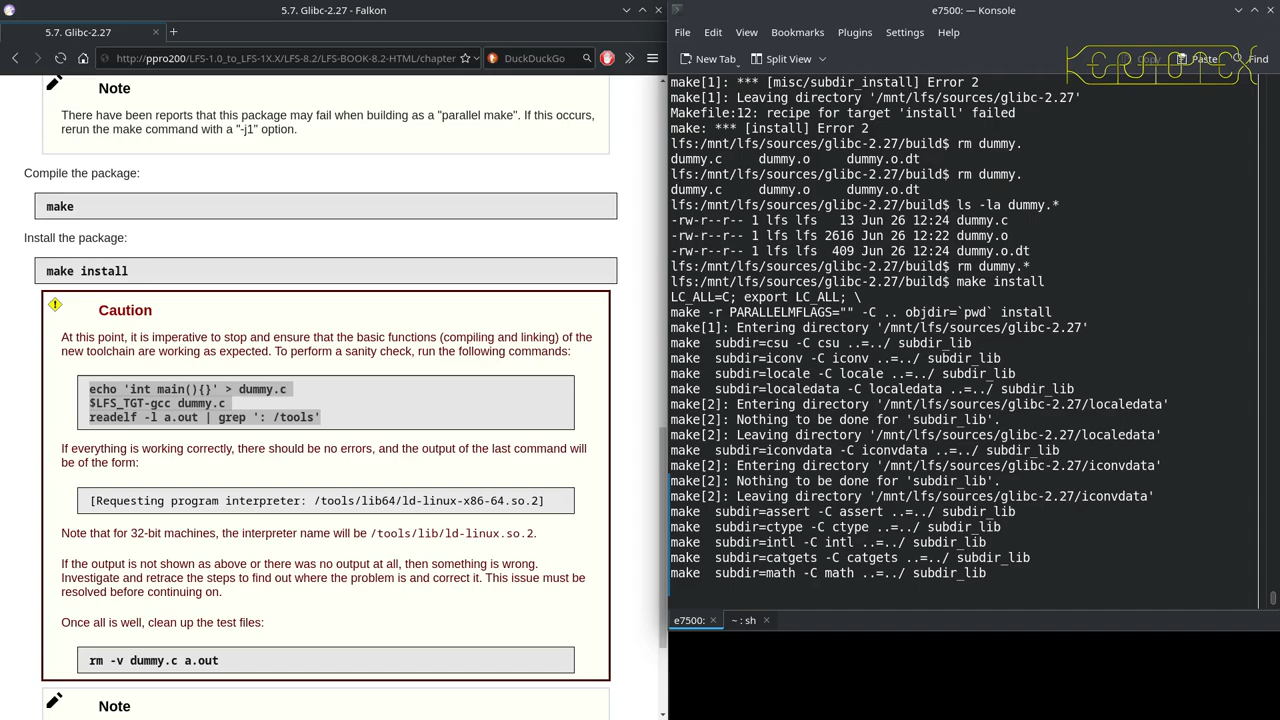 5.7. Glibc-2.27 - Falkon
5.7. Glibc-2.27
http://ppro200/LFS-1.0_to_LFS-1X.X/LFS-8.2/LFS-BOOK-8.2-HTML/chapter
DuckDuckGo
Note
There have been reports that this package may fail when building as a "parallel make". If this occurs,
rerun the make command with a "-j1" option.
Compile the package:
make
Install the package:
make install
Caution
At this point, it is imperative to stop and ensure that the basic functions (compiling and linking) of the
new toolchain are working as expected. To perform a sanity check, run the following commands:
echo 'int main(){}' > dummy.c
$LFS_TGT-gcc dummy.c
readelf -l a.out | grep ': /tools'
If everything is working correctly, there should be no errors, and the output of the last command will
be of the form:
[Requesting program interpreter: /tools/lib64/ld-linux-x86-64.so.2]
Note that for 32-bit machines, the interpreter name will be /tools/lib/ld-linux.so.2.
If the output is not shown as above or there was no output at all, then something is wrong.
Investigate and retrace the steps to find out where the problem is and correct it. This issue must be
resolved before continuing on.
Once all is well, clean up the test files:
rm -v dummy.c a.out
Note
e7500: — Konsole
File Edit View Bookmarks Plugins Settings Help
New Tab Split View Copy Paste Find
make[1]: *** [misc/subdir_install] Error 2
make[1]: Leaving directory '/mnt/lfs/sources/glibc-2.27'
Makefile:12: recipe for target 'install' failed
make: *** [install] Error 2
lfs:/mnt/lfs/sources/glibc-2.27/build$ rm dummy.
dummy.c dummy.o dummy.o.dt
lfs:/mnt/lfs/sources/glibc-2.27/build$ rm dummy.
dummy.c dummy.o dummy.o.dt
lfs:/mnt/lfs/sources/glibc-2.27/build$ ls -la dummy.*
-rw-r--r-- 1 lfs lfs 13 Jun 26 12:24 dummy.c
-rw-r--r-- 1 lfs lfs 2616 Jun 26 12:22 dummy.o
-rw-r--r-- 1 lfs lfs 409 Jun 26 12:24 dummy.o.dt
lfs:/mnt/lfs/sources/glibc-2.27/build$ rm dummy.*
lfs:/mnt/lfs/sources/glibc-2.27/build$ make install
LC_ALL=C; export LC_ALL; \
make -r PARALLELMFLAGS="" -C .. objdir=`pwd` install
make[1]: Entering directory '/mnt/lfs/sources/glibc-2.27'
make subdir=csu -C csu ..=../ subdir_lib
make subdir=iconv -C iconv ..=../ subdir_lib
make subdir=locale -C locale ..=../ subdir_lib
make subdir=localedata -C localedata ..=../ subdir_lib
make[2]: Entering directory '/mnt/lfs/sources/glibc-2.27/localedata'
make[2]: Nothing to be done for 'subdir_lib'.
make[2]: Leaving directory '/mnt/lfs/sources/glibc-2.27/localedata'
make subdir=iconvdata -C iconvdata ..=../ subdir_lib
make[2]: Entering directory '/mnt/lfs/sources/glibc-2.27/iconvdata'
make[2]: Nothing to be done for 'subdir_lib'.
make[2]: Leaving directory '/mnt/lfs/sources/glibc-2.27/iconvdata'
make subdir=assert -C assert ..=../ subdir_lib
make subdir=ctype -C ctype ..=../ subdir_lib
make subdir=intl -C intl ..=../ subdir_lib
make subdir=catgets -C catgets ..=../ subdir_lib
make subdir=math -C math ..=../ subdir_lib
e7500: ~ : sh